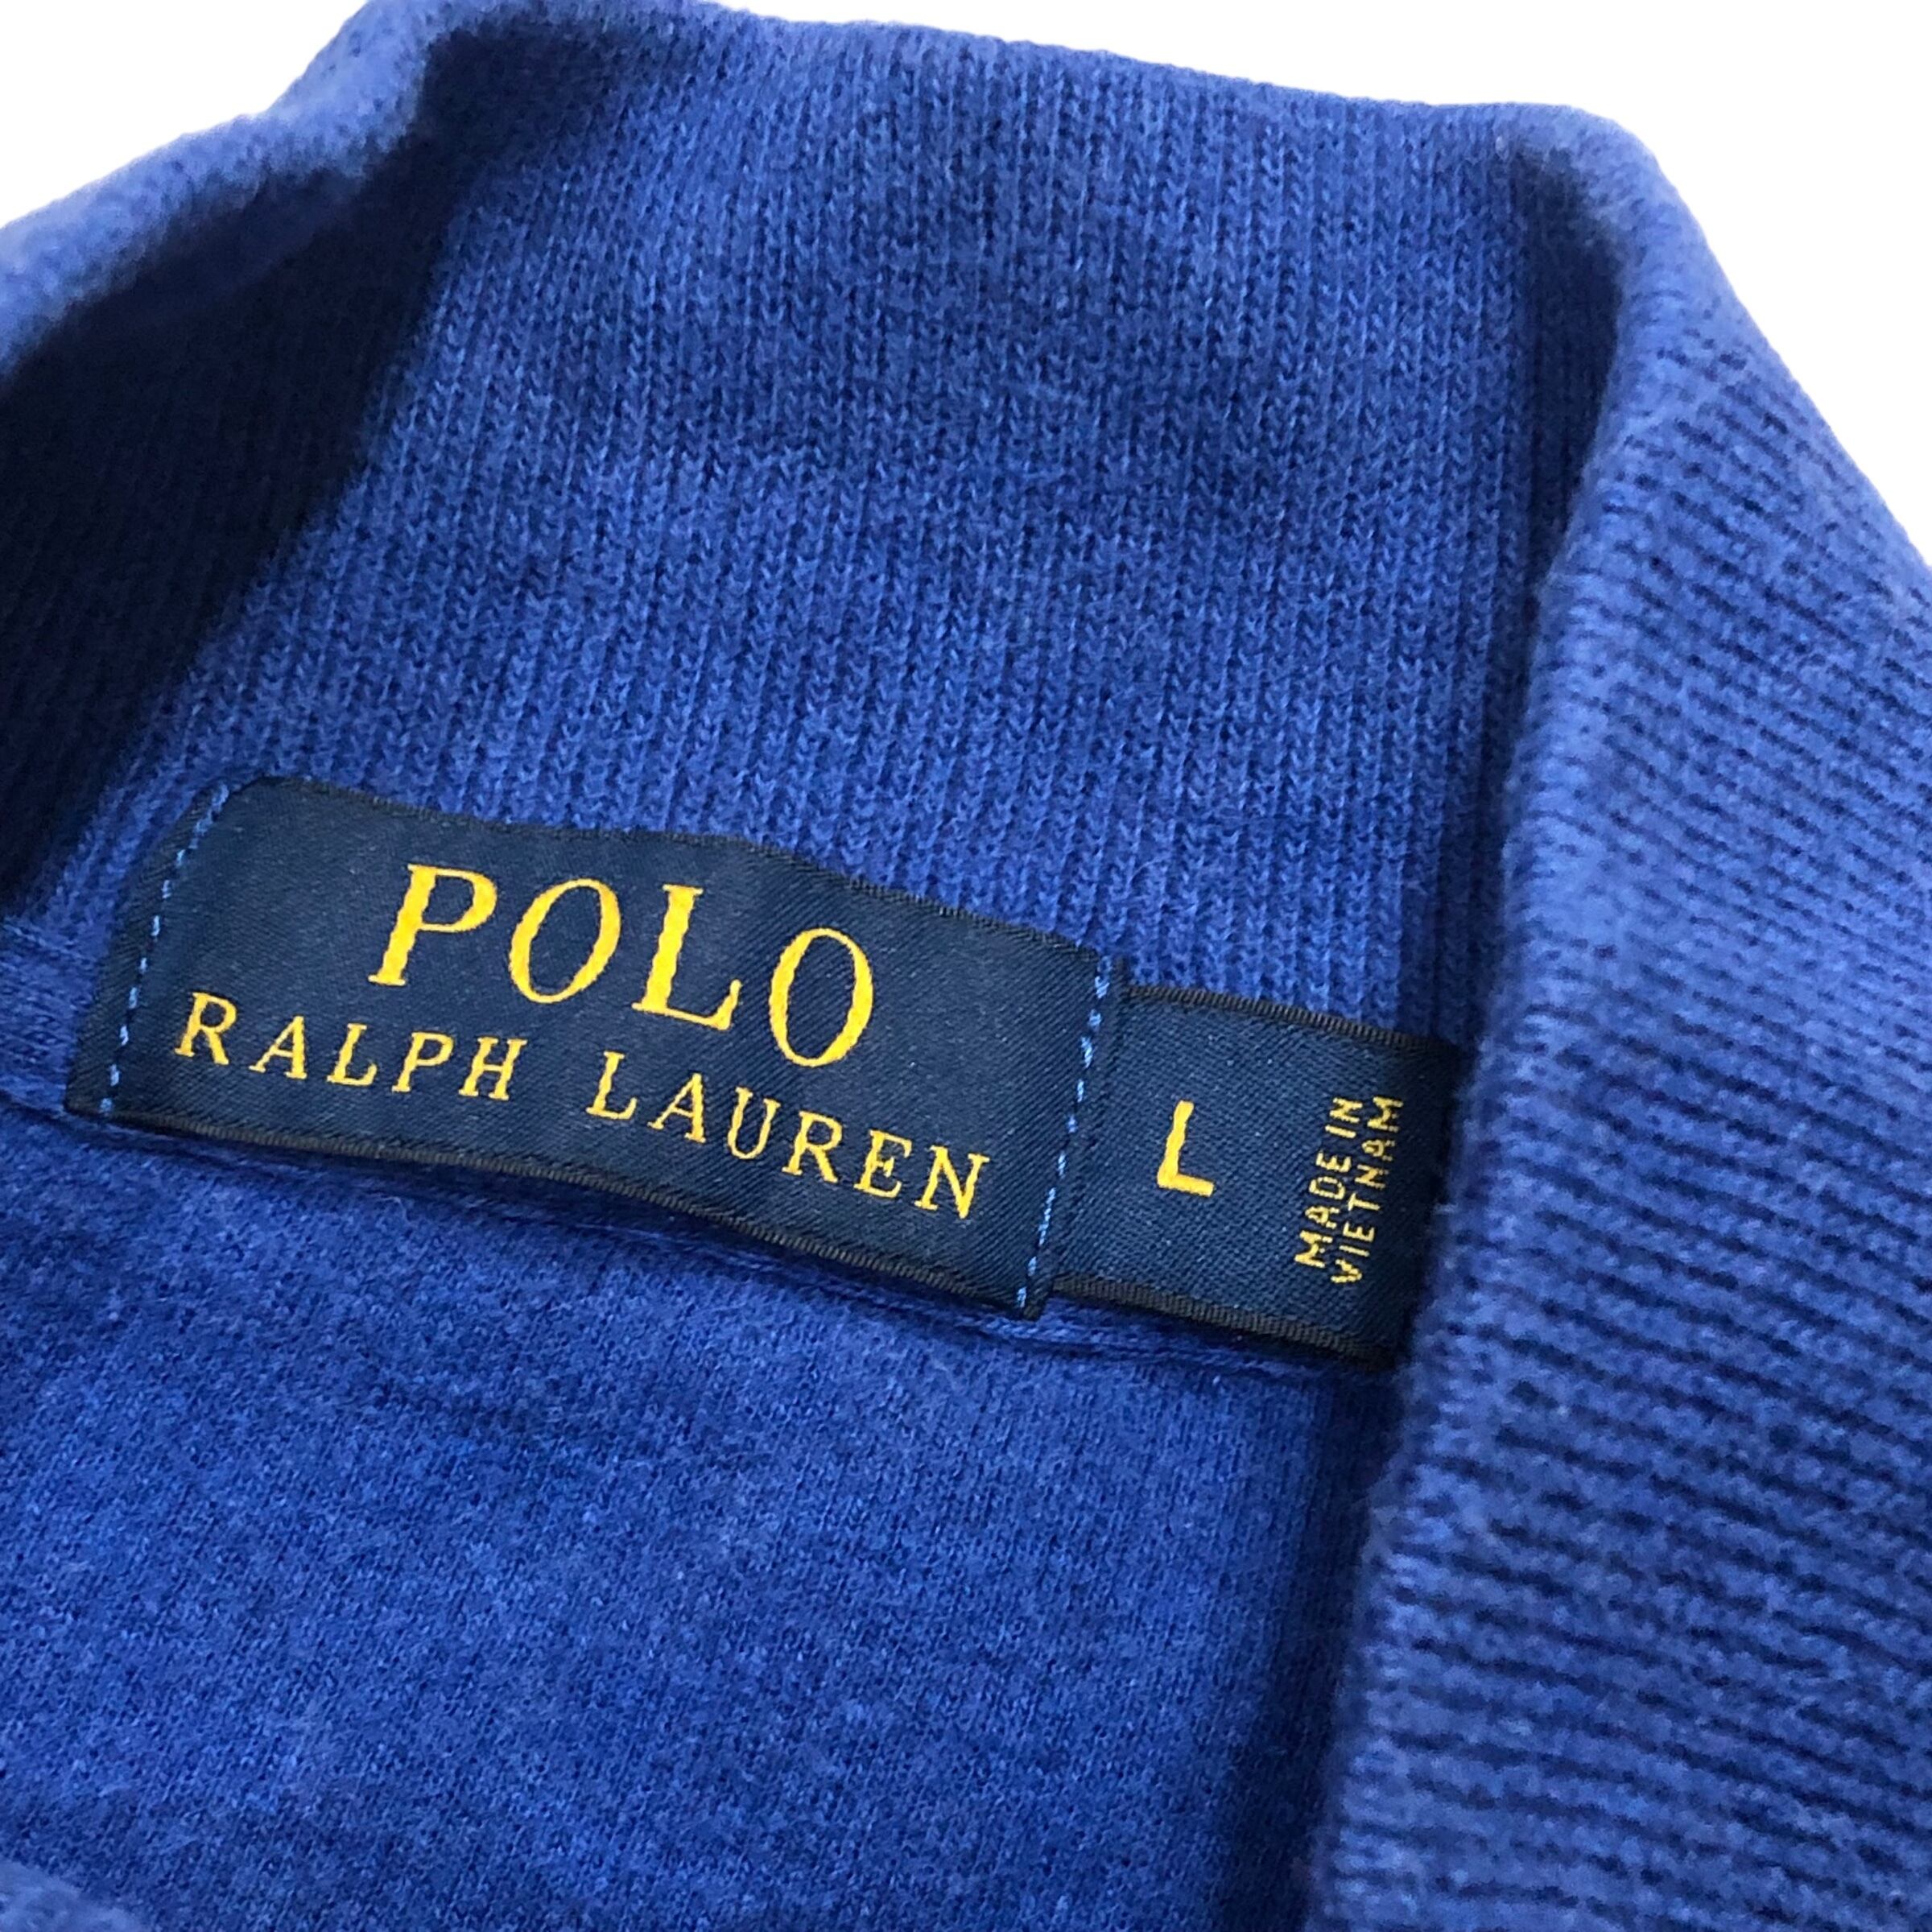 POLO
RALPH LAUREN
L
MADE IN
VIETNAM